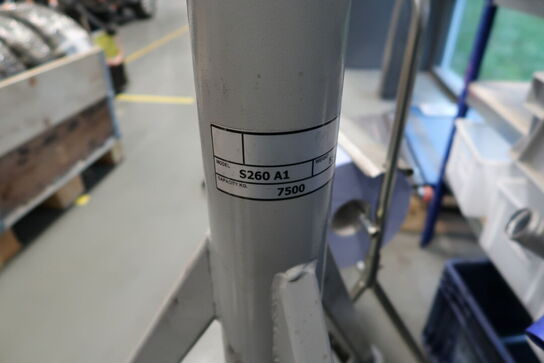 MODEL S260 A1
CAPACITY KG. 7500